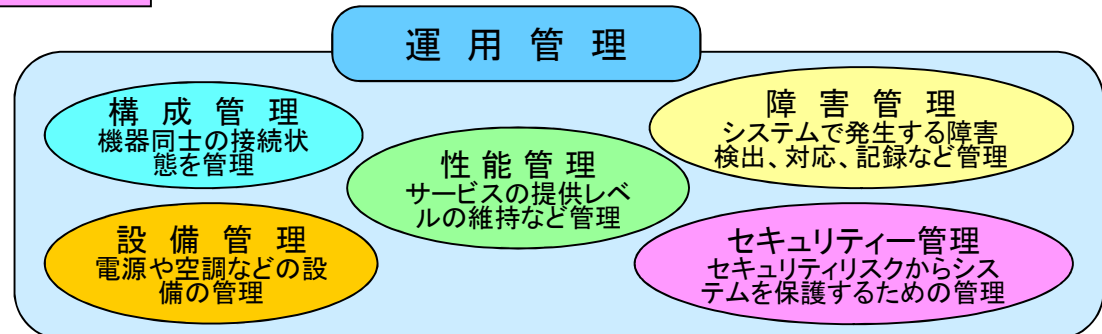 運用管理
構成管理
機器同士の接続状
態を管理
障害管理
システムで発生する障害
検出、対応、記録など管理
性能管理
サービスの提供レベ
ルの維持など管理
設備管理
電源や空調などの設
備の管理
セキュリティー管理
セキュリティリスクからシス
テムを保護するための管理